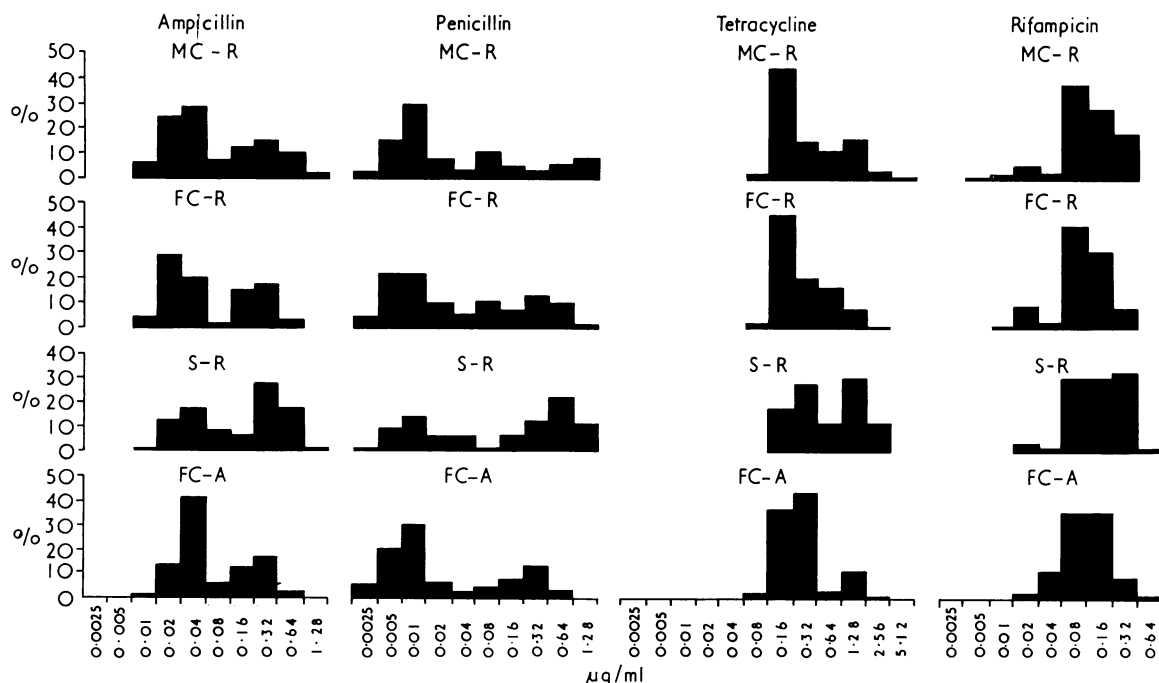 Ampicillin Penicillin Tetracycline Rifampicin
MC-R MC-R MC-R MC-R
50
40
30
20
10
0
%
FC-R FC-R FC-R FC-R
50
40
30
20
10
0
%
S-R S-R S-R S-R
40
30
20
10
0
%
FC-A FC-A FC-A FC-A
50
40
30
20
10
0
%
0·0025 0·005 0·01 0·02 0·04 0·08 0·16 0·32 0·64 1·28
0·0025 0·005 0·01 0·02 0·04 0·08 0·16 0·32 0·64 1·28
0·0025 0·005 0·01 0·02 0·04 0·08 0·16 0·32 0·64 1·28 2·56 5·12
0·0025 0·005 0·01 0·02 0·04 0·08 0·16 0·32 0·64
µg/ml